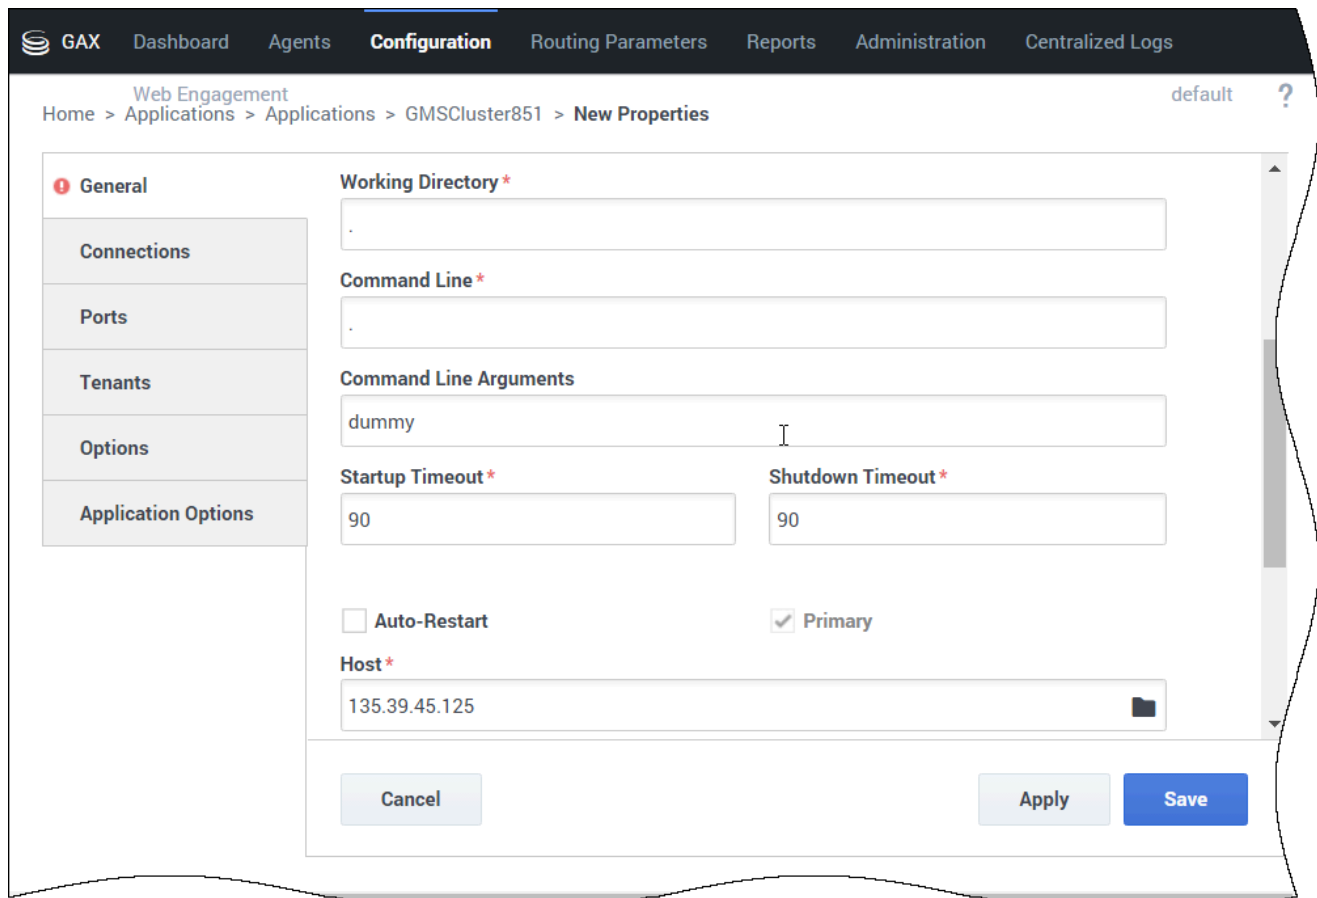 GAX Dashboard Agents Configuration Routing Parameters Reports Administration Centralized Logs
Web Engagement default ?
Home > Applications > Applications > GMSCluster851 > New Properties
General
Connections
Ports
Tenants
Options
Application Options
Working Directory*
.
Command Line*
.
Command Line Arguments
dummy
Startup Timeout* Shutdown Timeout*
90 90
Auto-Restart Primary
Host*
135.39.45.125
Cancel Apply Save